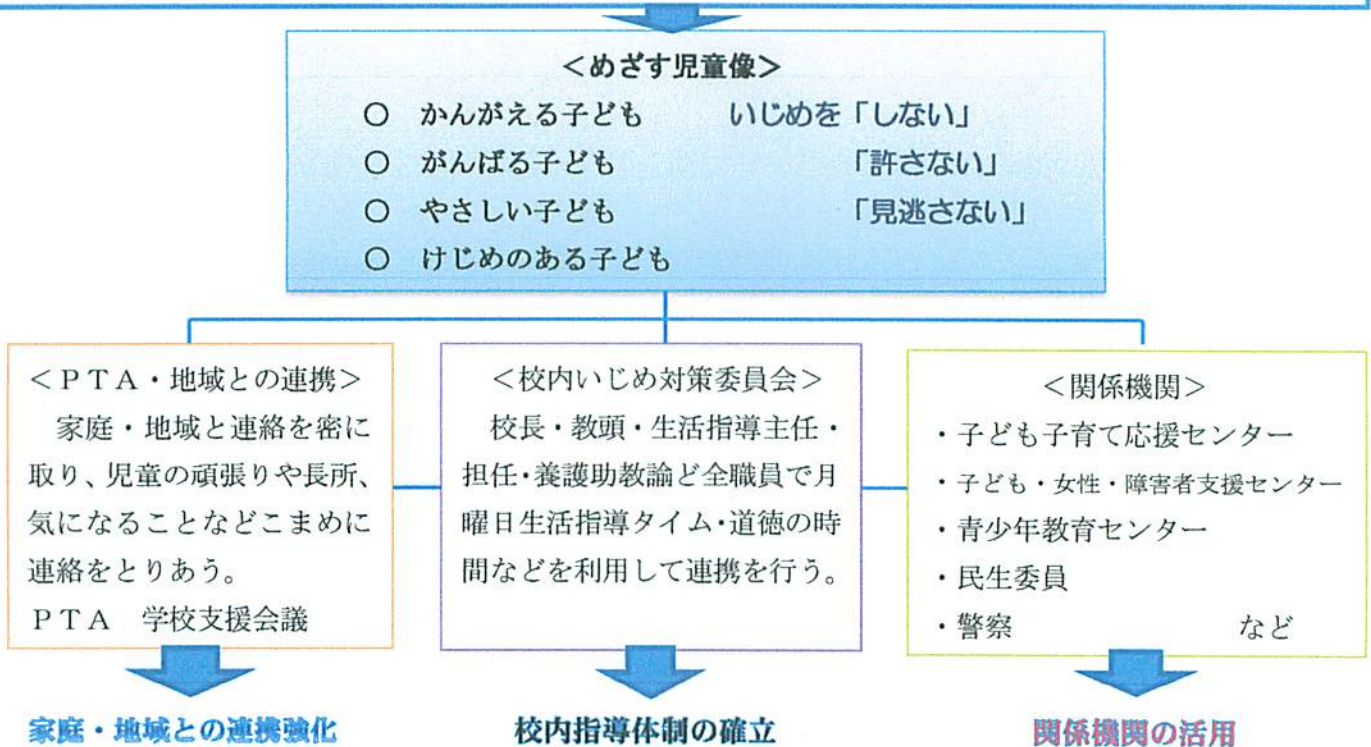 ＜めざす児童像＞
○　かんがえる子ども　　いじめを「しない」
○　がんばる子ども　　「許さない」
○　やさしい子ども　　「見逃さない」
○　けじめのある子ども
＜ＰＴＡ・地域との連携＞
家庭・地域と連絡を密に
取り、児童の頑張りや長所、
気になることなどこまめに
連絡をとりあう。
ＰＴＡ　学校支援会議
＜校内いじめ対策委員会＞
校長・教頭・生活指導主任・
担任・養護助教諭ど全職員で月
曜日生活指導タイム・道徳の時
間などを利用して連携を行う。
＜関係機関＞
・子ども子育て応援センター
・子ども・女性・障害者支援センター
・青少年教育センター
・民生委員
・警察　　など
家庭・地域との連携強化
校内指導体制の確立
関係機関の活用